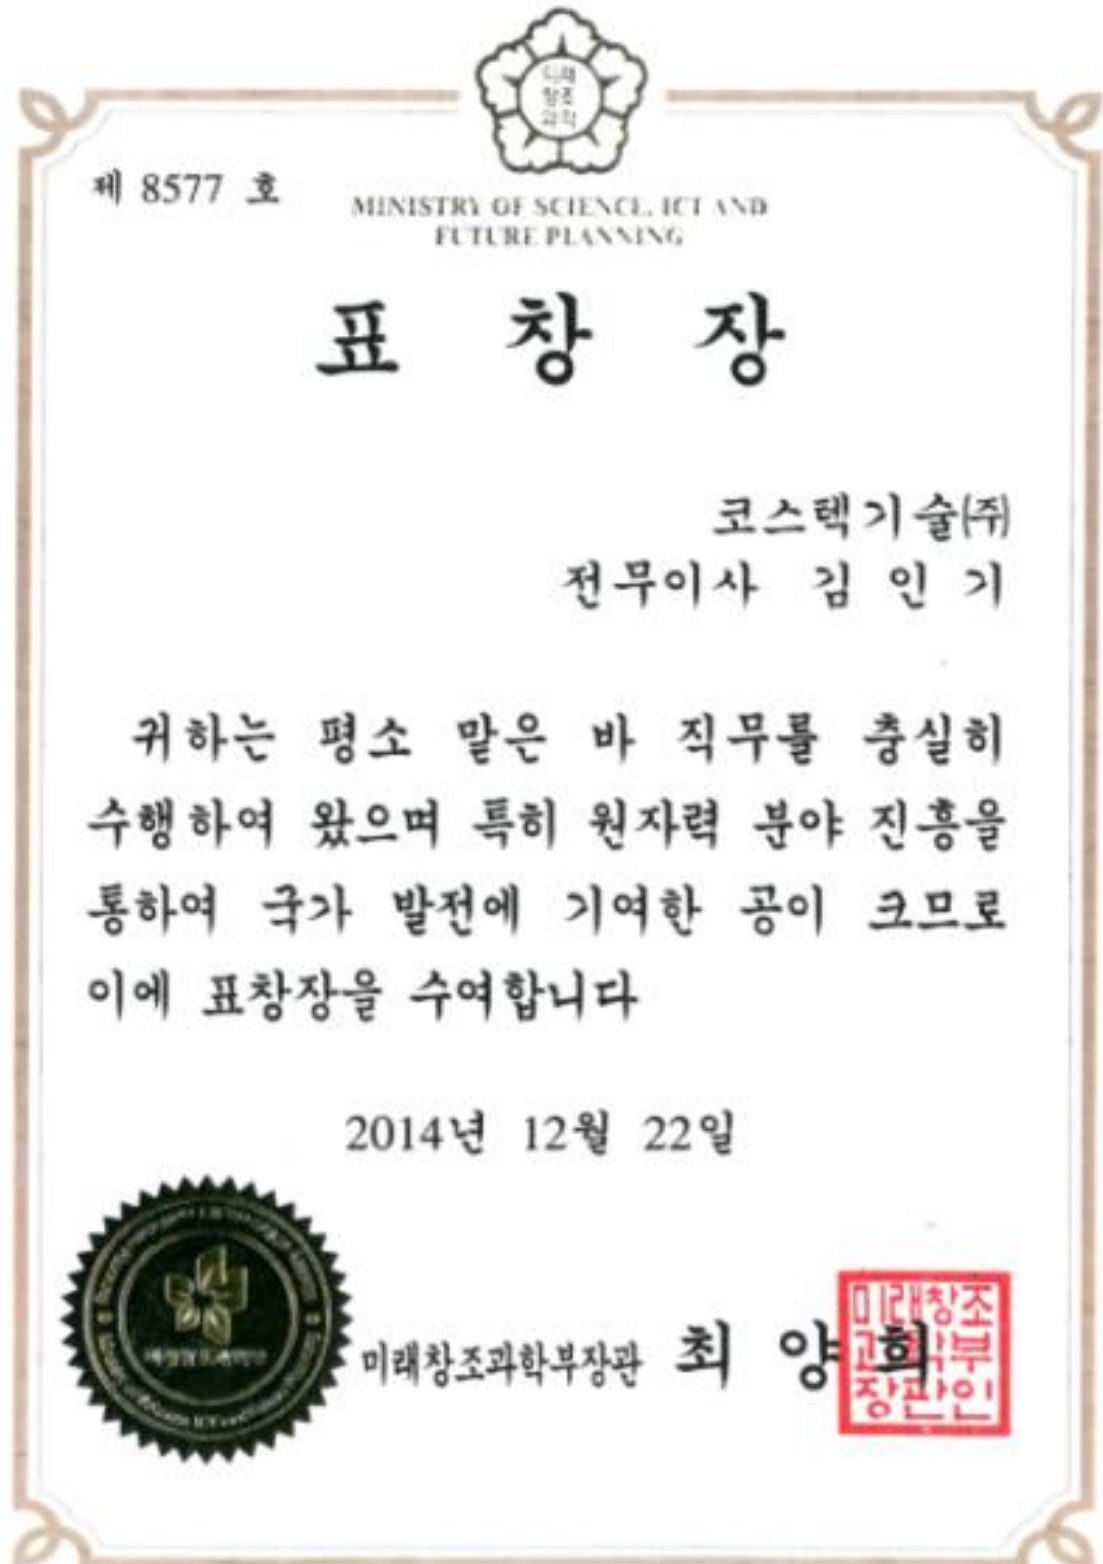 미래
창조
과학
제 8577 호
MINISTRY OF SCIENCE, ICT AND
FUTURE PLANNING
표 창 장
코스텍기술(주)
전무이사 김 인 기
귀하는 평소 맡은 바 직무를 충실히
수행하여 왔으며 특히 원자력 분야 진흥을
통하여 국가 발전에 기여한 공이 크므로
이에 표창장을 수여합니다
2014년 12월 22일
미래창조과학부장관 최 양 희
미래창조
과학부
장관인